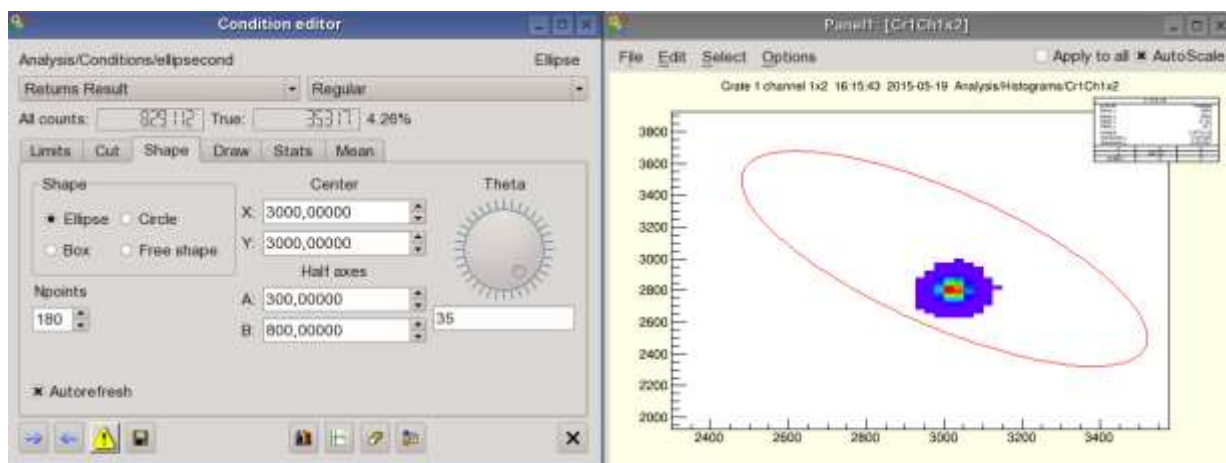 Condition editor
Analysis/Conditions/ellipsecond Ellipse
Returns Result Regular
All counts: 829112 True: 35317 4.26%
Limits Cut Shape Draw Stats Mean
Shape Center Theta
Ellipse Circle X: 3000,00000
Box Free shape Y: 3000,00000
Half axes
Npoints A: 300,00000
180 B: 800,00000 35
Autorefresh
Panel1: [Cr1Ch1x2]
File Edit Select Options Apply to all AutoScale
Crate 1 channel 1x2 16:15:43 2015-05-19 Analysis/Histograms/Cr1Ch1x2
3800
3600
3400
3200
3000
2800
2600
2400
2200
2000
2400 2600 2800 3000 3200 3400